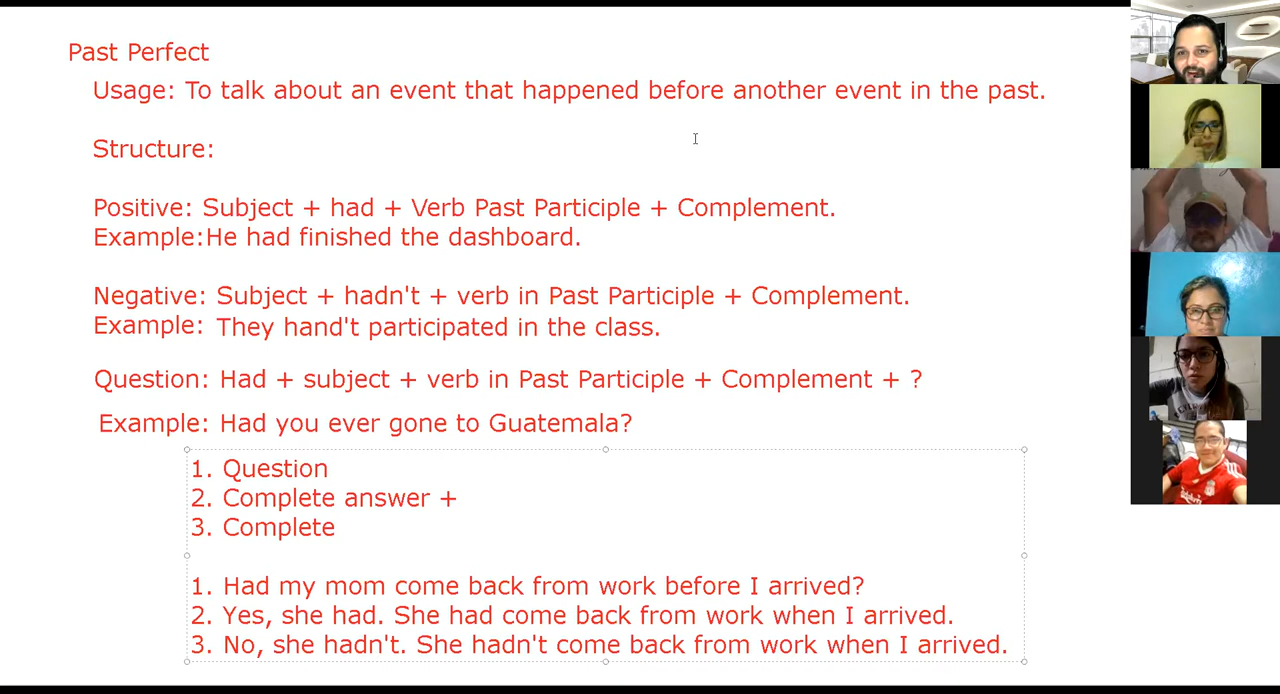 Past Perfect
Usage: To talk about an event that happened before another event in the past.
Structure:
Positive: Subject + had + Verb Past Participle + Complement.
Example:He had finished the dashboard.
Negative: Subject + hadn't + verb in Past Participle + Complement.
Example: They hand't participated in the class.
Question: Had + subject + verb in Past Participle + Complement + ?
Example: Had you ever gone to Guatemala?
1. Question
2. Complete answer +
3. Complete
1. Had my mom come back from work before I arrived?
2. Yes, she had. She had come back from work when I arrived.
3. No, she hadn't. She hadn't come back from work when I arrived.